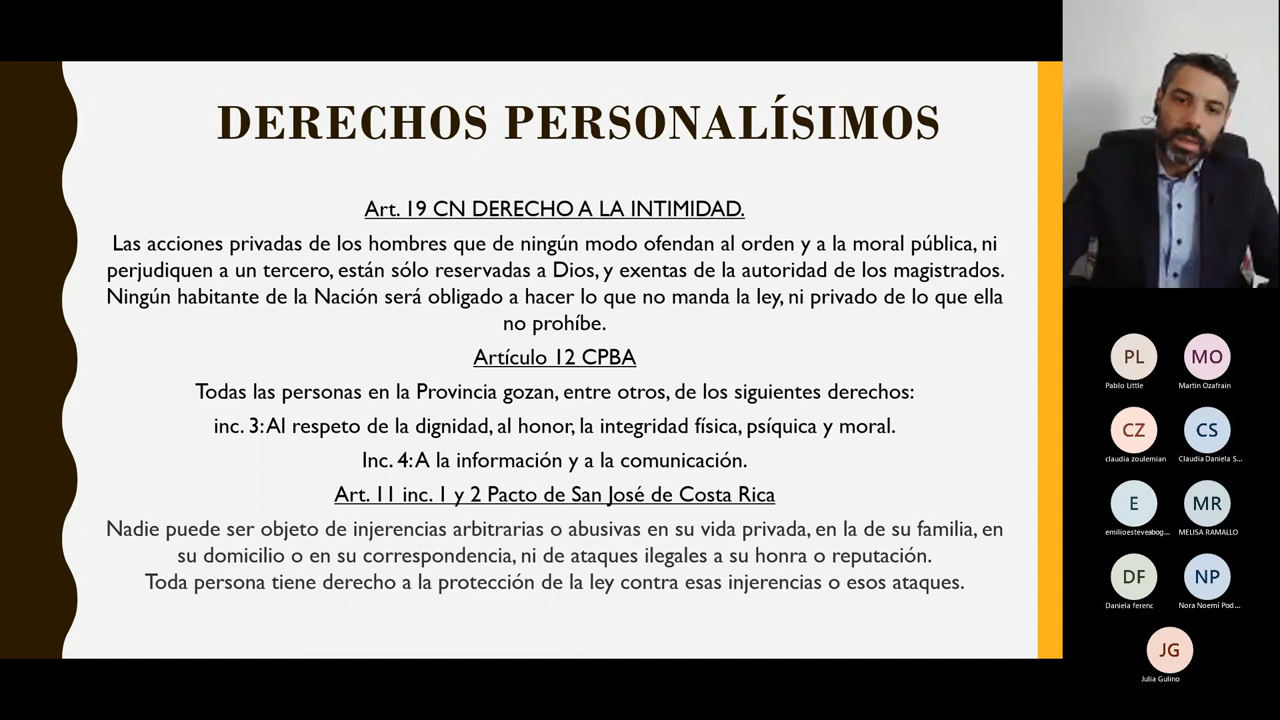 DERECHOS PERSONALÍSIMOS
Art. 19 CN DERECHO A LA INTIMIDAD.
Las acciones privadas de los hombres que de ningún modo ofendan al orden y a la moral pública, ni
perjudiquen a un tercero, están sólo reservadas a Dios, y exentas de la autoridad de los magistrados.
Ningún habitante de la Nación será obligado a hacer lo que no manda la ley, ni privado de lo que ella
no prohíbe.
Artículo 12 CPBA
Todas las personas en la Provincia gozan, entre otros, de los siguientes derechos:
inc. 3: Al respeto de la dignidad, al honor, la integridad física, psíquica y moral.
Inc. 4: A la información y a la comunicación.
Art. 11 inc. 1 y 2 Pacto de San José de Costa Rica
Nadie puede ser objeto de injerencias arbitrarias o abusivas en su vida privada, en la de su familia, en
su domicilio o en su correspondencia, ni de ataques ilegales a su honra o reputación.
Toda persona tiene derecho a la protección de la ley contra esas injerencias o esos ataques.
PL MO
Pablo Little Martin Ozafrain
CZ CS
claudia zoulemian Claudia Daniela S...
E MR
emilioesteveabog... MELISA RAMALLO
DF NP
Daniela ferenc Nora Noemi Pod...
JG
Julia Gulino